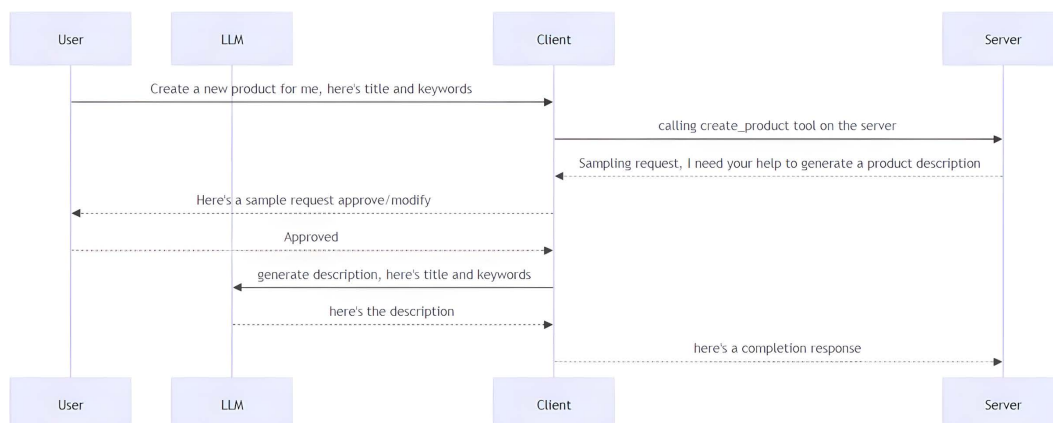 User
LLM
Client
Server
Create a new product for me, here's title and keywords
calling create_product tool on the server
Sampling request, I need your help to generate a product description
Here's a sample request approve/modify
Approved
generate description, here's title and keywords
here's the description
here's a completion response
User
LLM
Client
Server